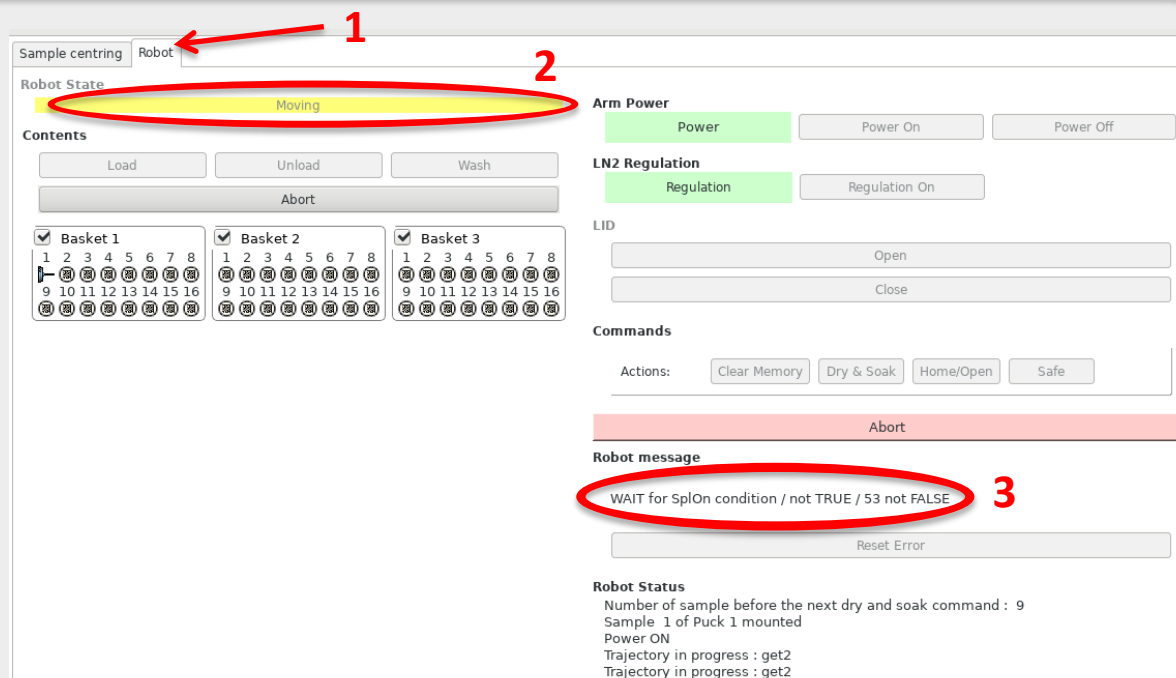 1
Sample centring Robot
2
Robot State
Moving
Contents
Load Unload Wash
Abort
Basket 1
1 2 3 4 5 6 7 8
9 10 11 12 13 14 15 16
Basket 2
1 2 3 4 5 6 7 8
9 10 11 12 13 14 15 16
Basket 3
1 2 3 4 5 6 7 8
9 10 11 12 13 14 15 16
Arm Power
Power Power On Power Off
LN2 Regulation
Regulation Regulation On
LID
Open
Close
Commands
Actions: Clear Memory Dry & Soak Home/Open Safe
Abort
Robot message
WAIT for SplOn condition / not TRUE / 53 not FALSE
3
Reset Error
Robot Status
Number of sample before the next dry and soak command : 9
Sample 1 of Puck 1 mounted
Power ON
Trajectory in progress : get2
Trajectory in progress : get2